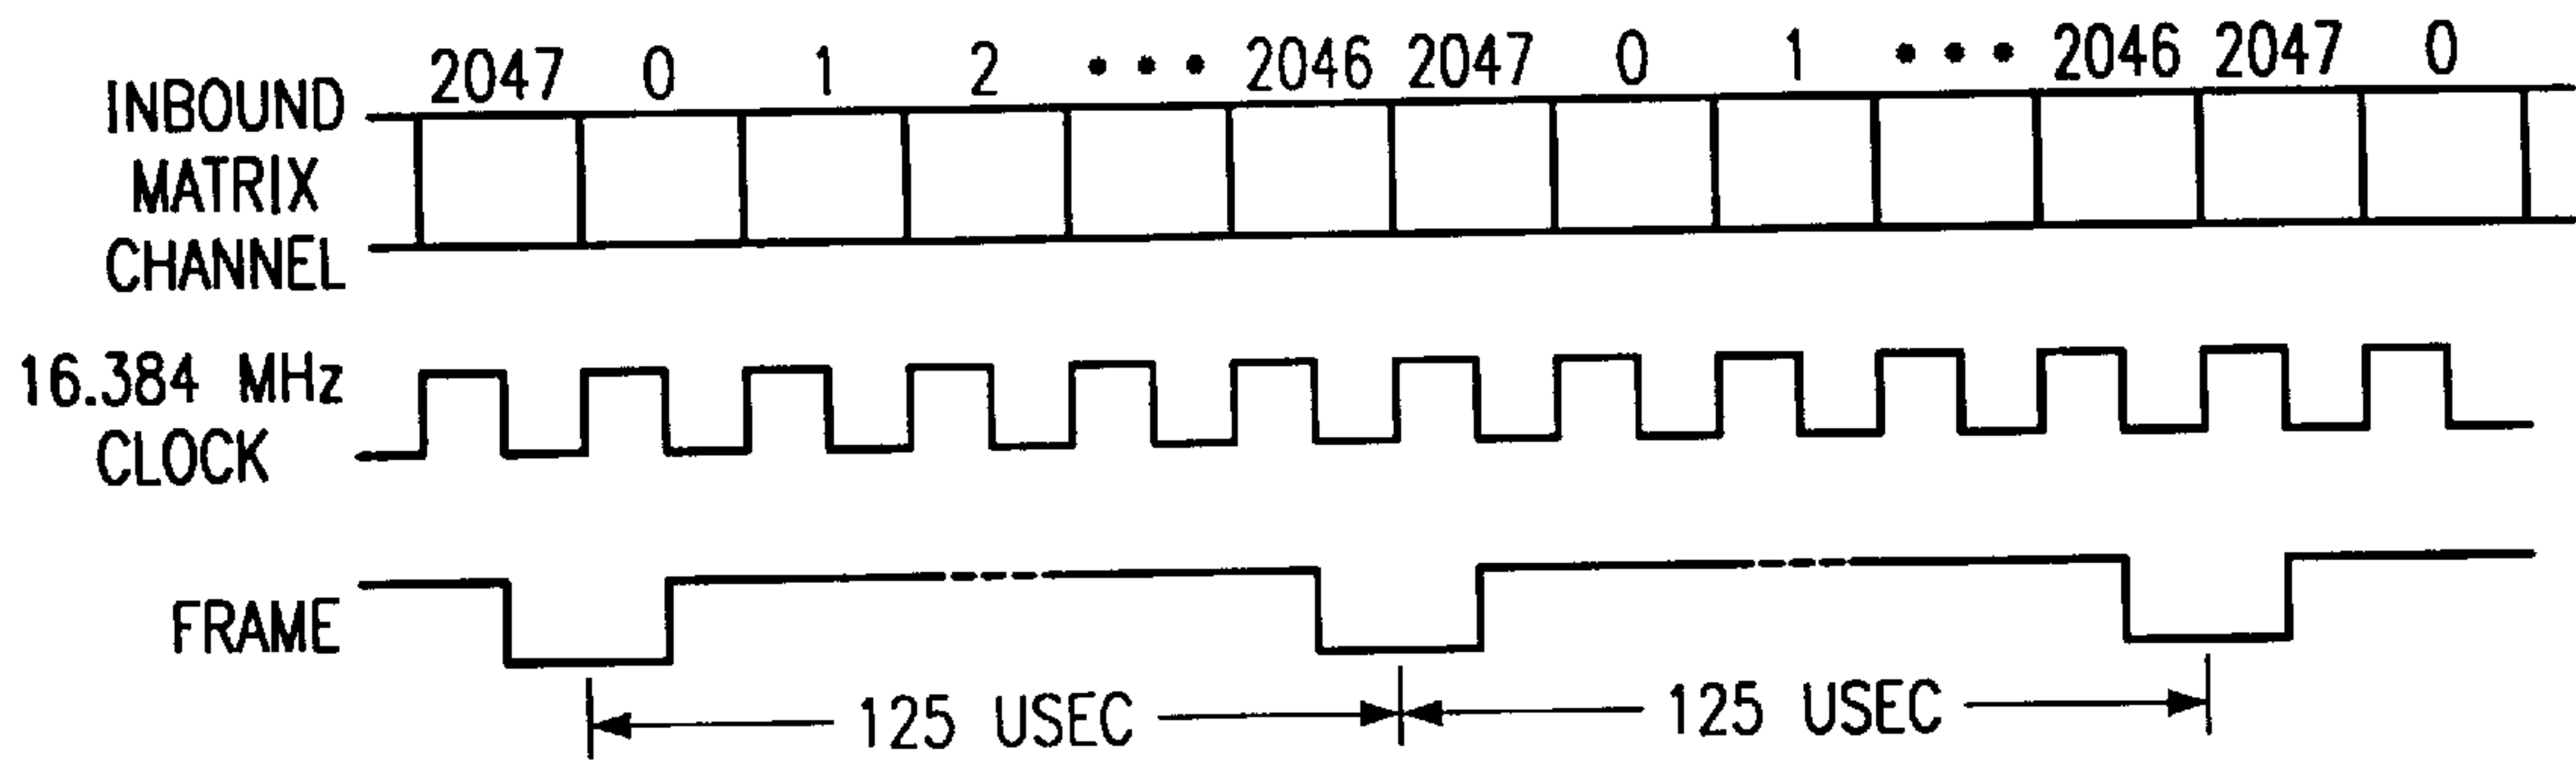 2047 0 1 2 • • • 2046 2047 0 1 • • • 2046 2047 0
INBOUND
MATRIX
CHANNEL
16.384 MHz
CLOCK
FRAME
125 USEC 125 USEC